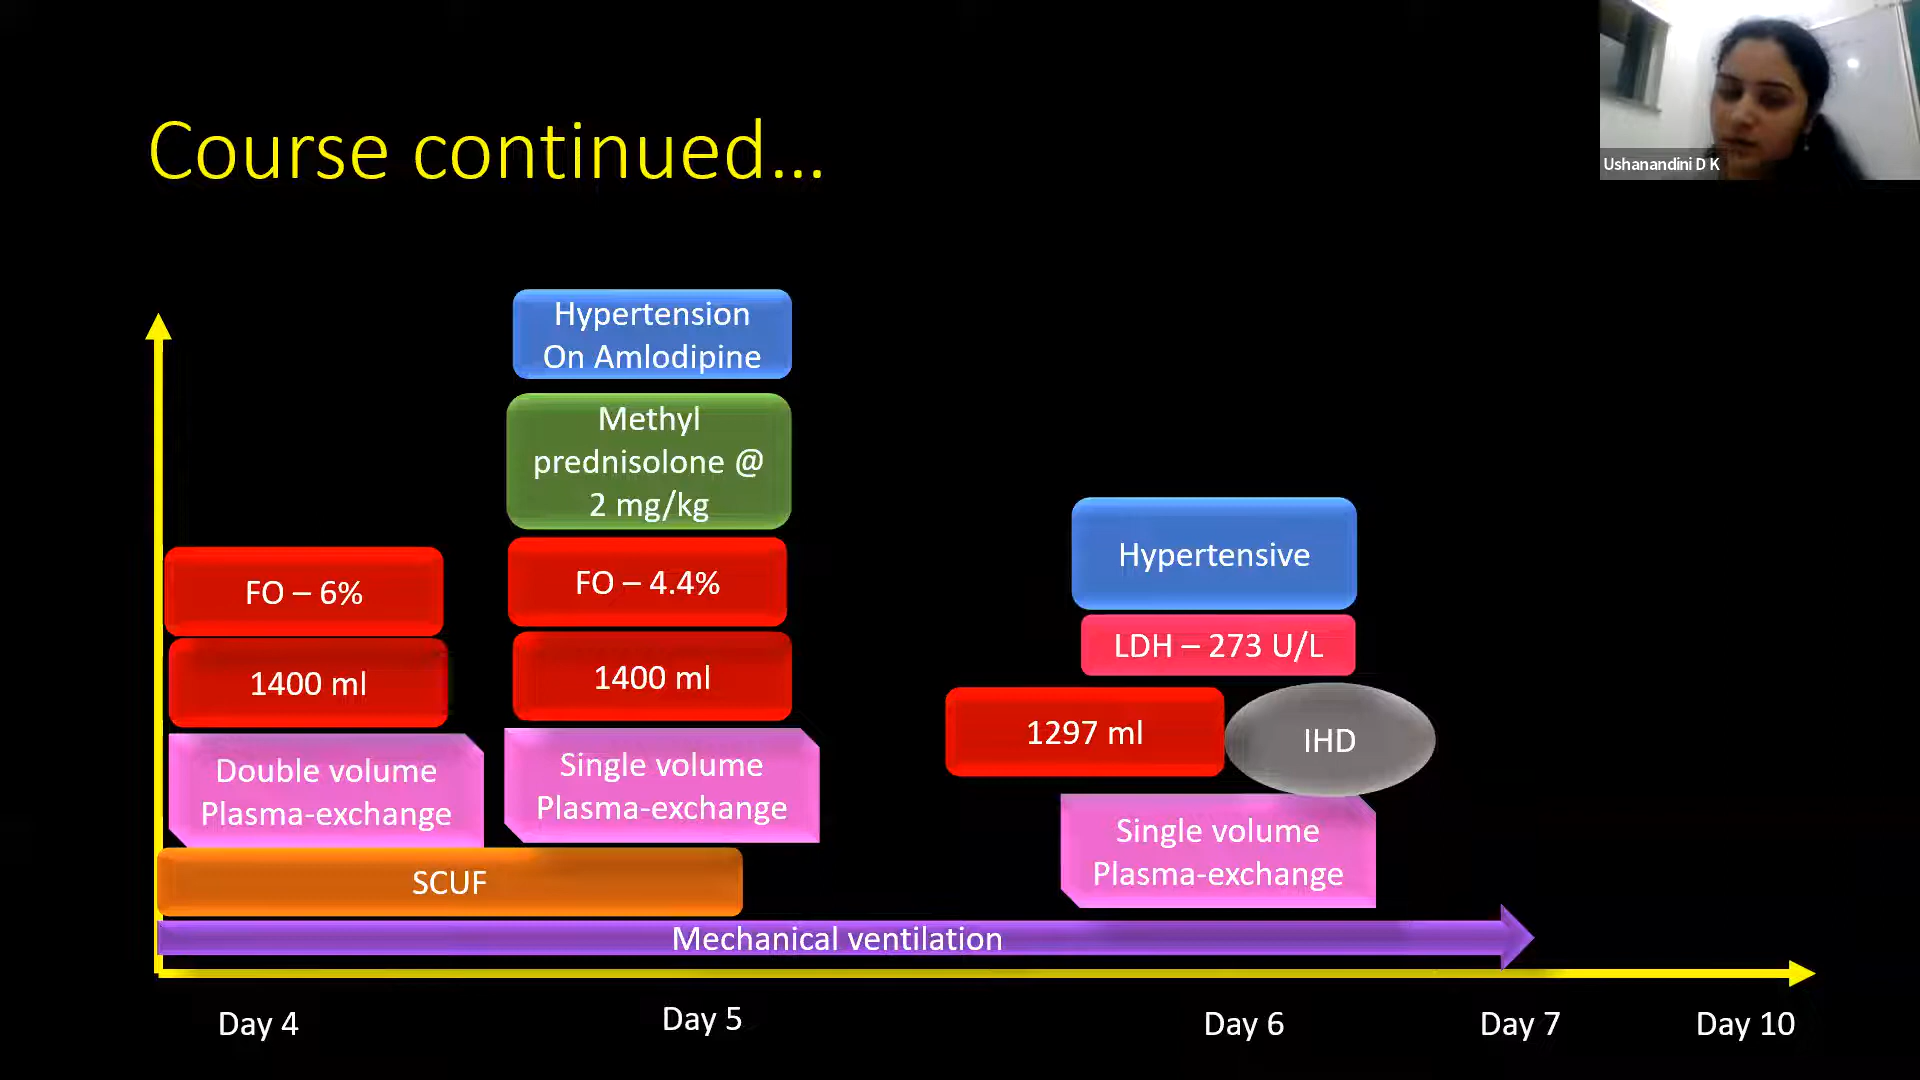 Course continued...
Ushanandini D K
Hypertension
On Amlodipine
Methyl
prednisolone @
2 mg/kg
FO – 6%
FO – 4.4%
1400 ml
1400 ml
Double volume
Plasma-exchange
Single volume
Plasma-exchange
SCUF
Hypertensive
LDH – 273 U/L
1297 ml
IHD
Single volume
Plasma-exchange
Mechanical ventilation
Day 4
Day 5
Day 6
Day 7
Day 10